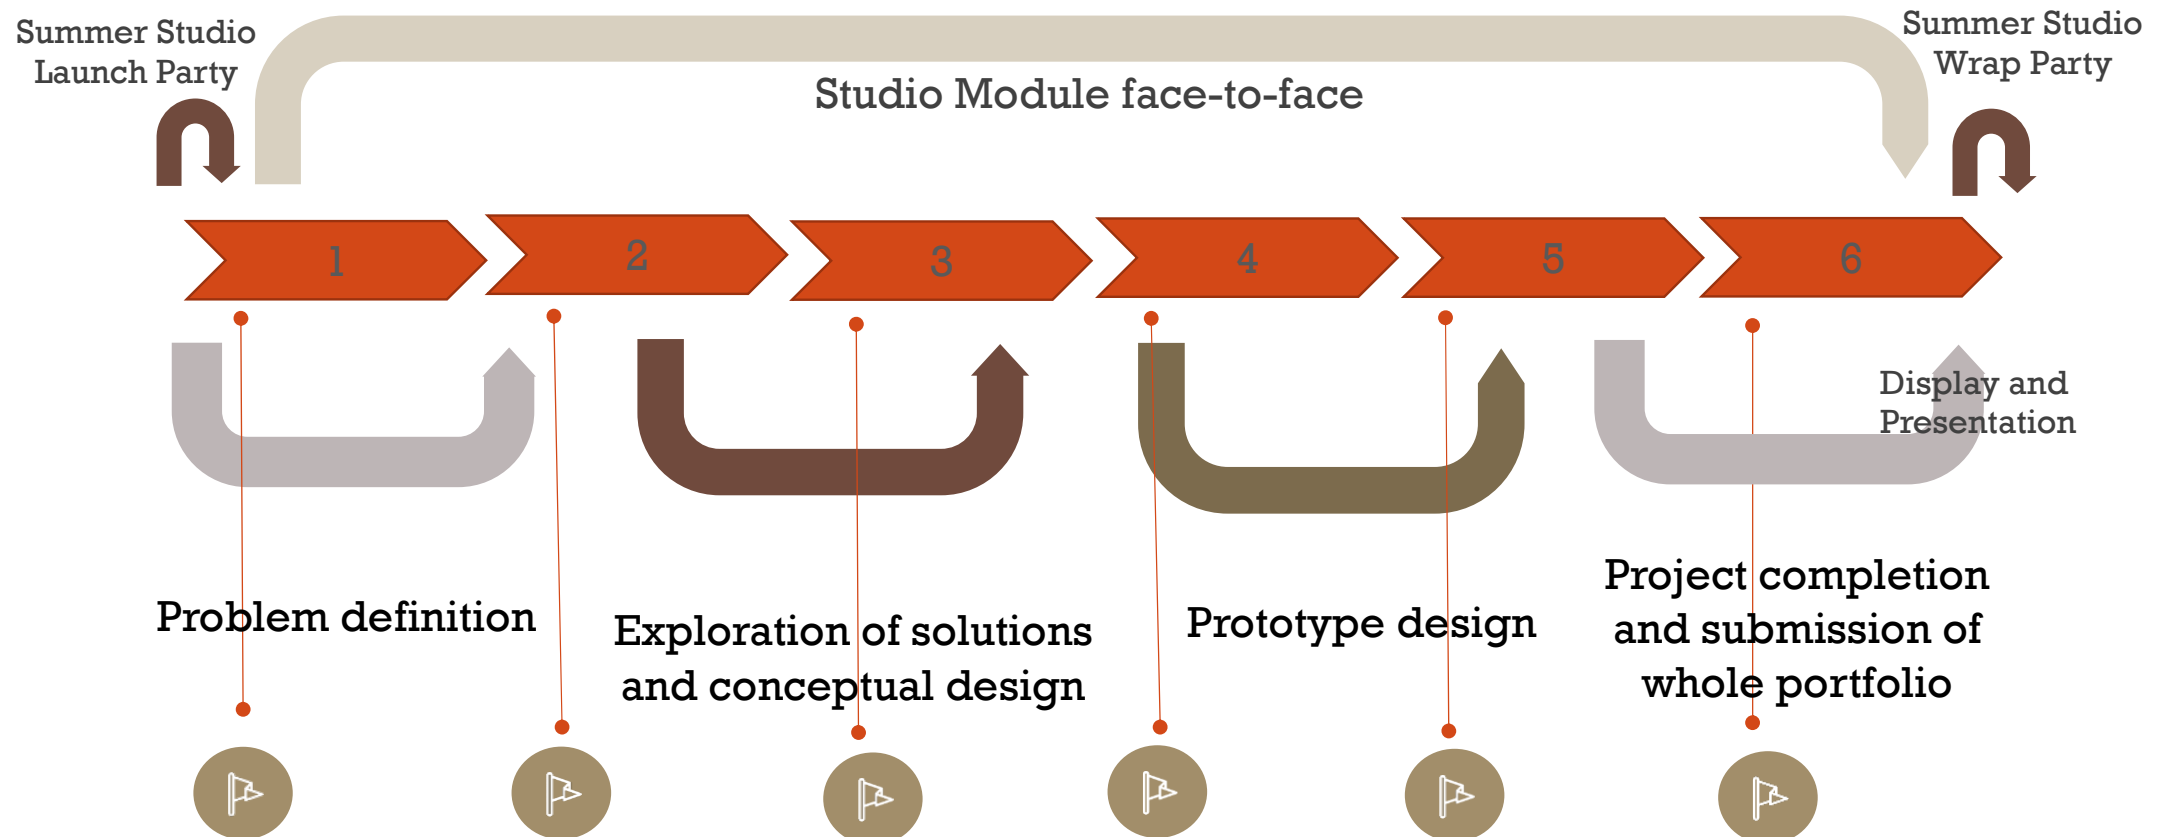 Summer Studio
Launch Party
Summer Studio
Wrap Party
Studio Module face-to-face
1
2
3
4
5
6
Display and
Presentation
Problem definition
Exploration of solutions
and conceptual design
Prototype design
Project completion
and submission of
whole portfolio